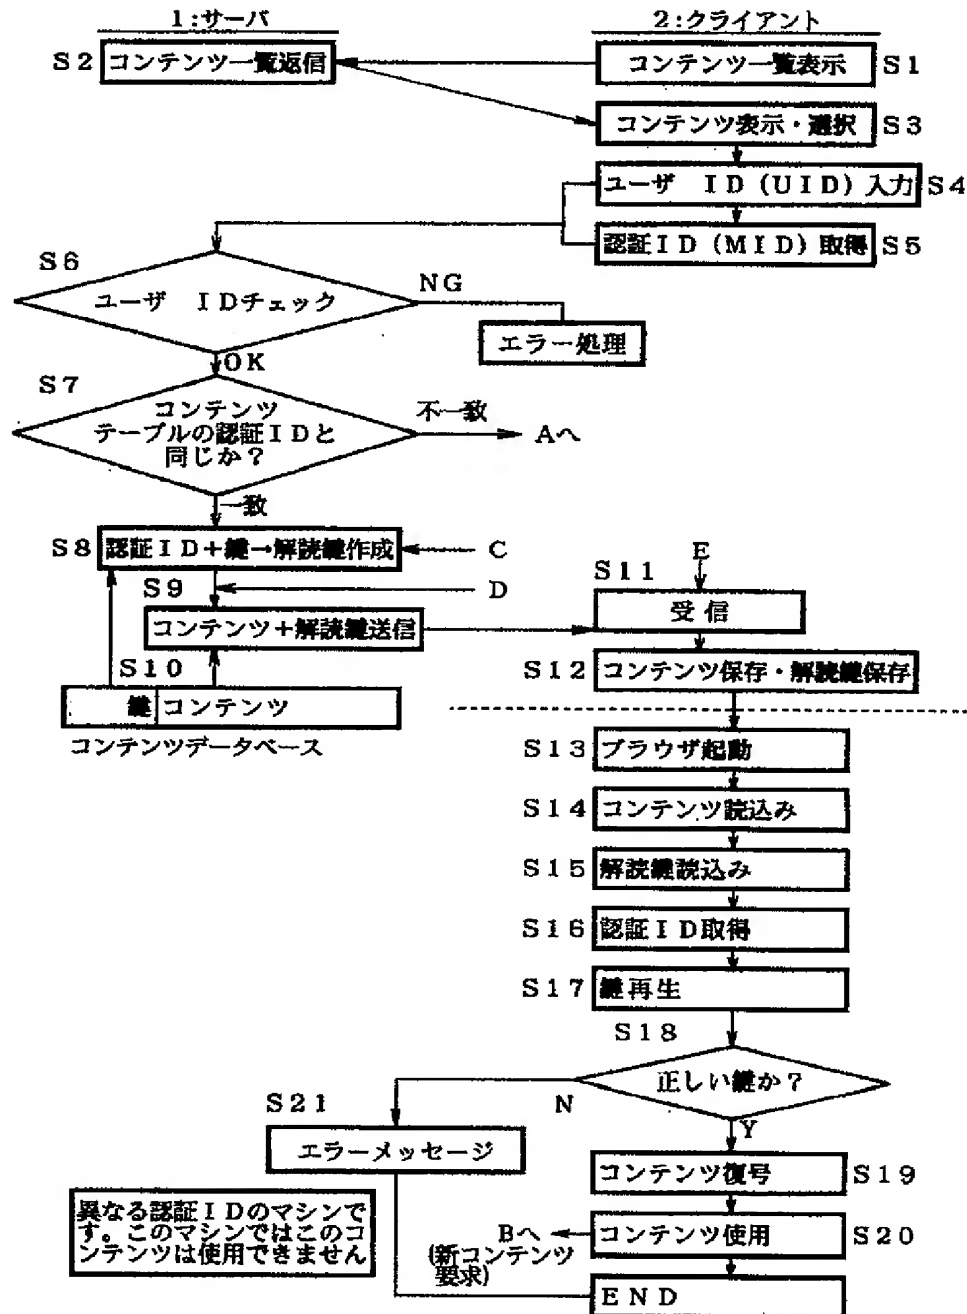 1:サーバ
2:クライアント
S2 コンテンツ一覧返信
コンテンツ一覧表示 S1
コンテンツ表示・選択 S3
ユーザ ID(UID)入力 S4
認証ID(MID)取得 S5
S6
ユーザ IDチェック
NG
エラー処理
OK
S7
コンテンツ
テーブルの認証IDと
同じか?
不一致
Aへ
一致
S8 認証ID+鍵→解読鍵作成
C
S9
D
コンテンツ+解読鍵送信
S10
鍵 コンテンツ
コンテンツデータベース
E
S11
受信
S12 コンテンツ保存・解読鍵保存
S13 ブラウザ起動
S14 コンテンツ読込み
S15 解読鍵読込み
S16 認証ID取得
S17 鍵再生
S18
正しい鍵か?
N
Y
S21
エラーメッセージ
コンテンツ復号 S19
異なる認証IDのマシンで
す。このマシンではこのコ
ンテンツは使用できません
Bへ
(新コンテンツ
要求)
コンテンツ使用 S20
END